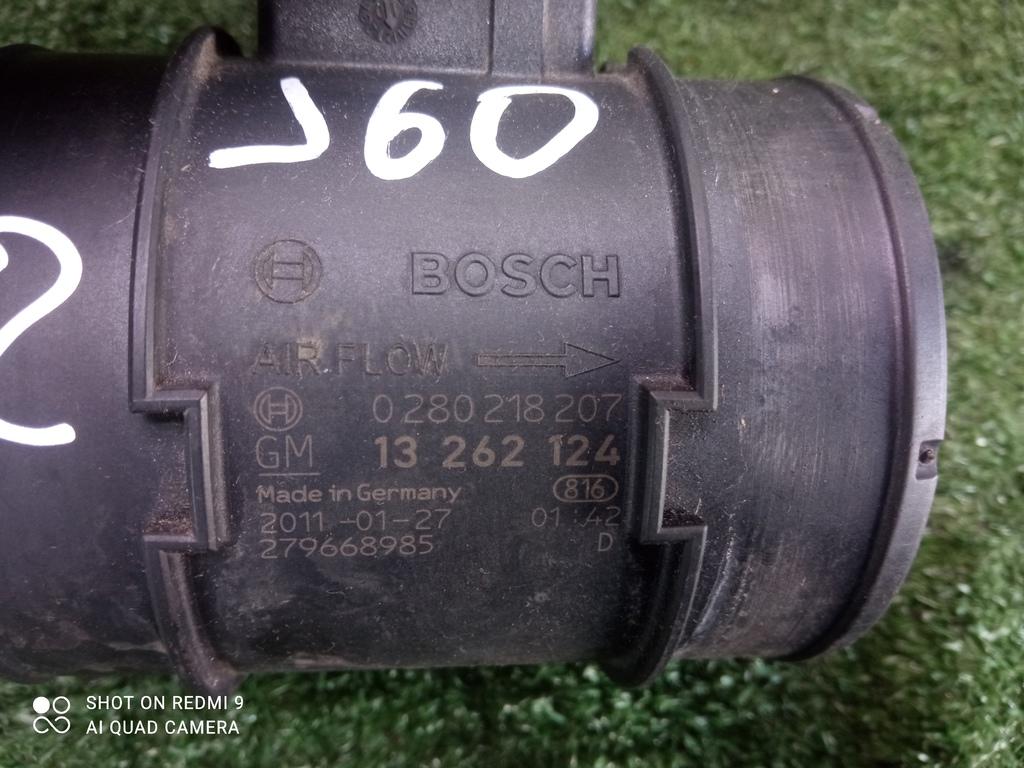 J60
2
BOSCH
AIR FLOW
0 280 218 207
GM 13 262 124
Made in Germany 816
2011-01-27 01:42
279668985 D
SHOT ON REDMI 9
AI QUAD CAMERA